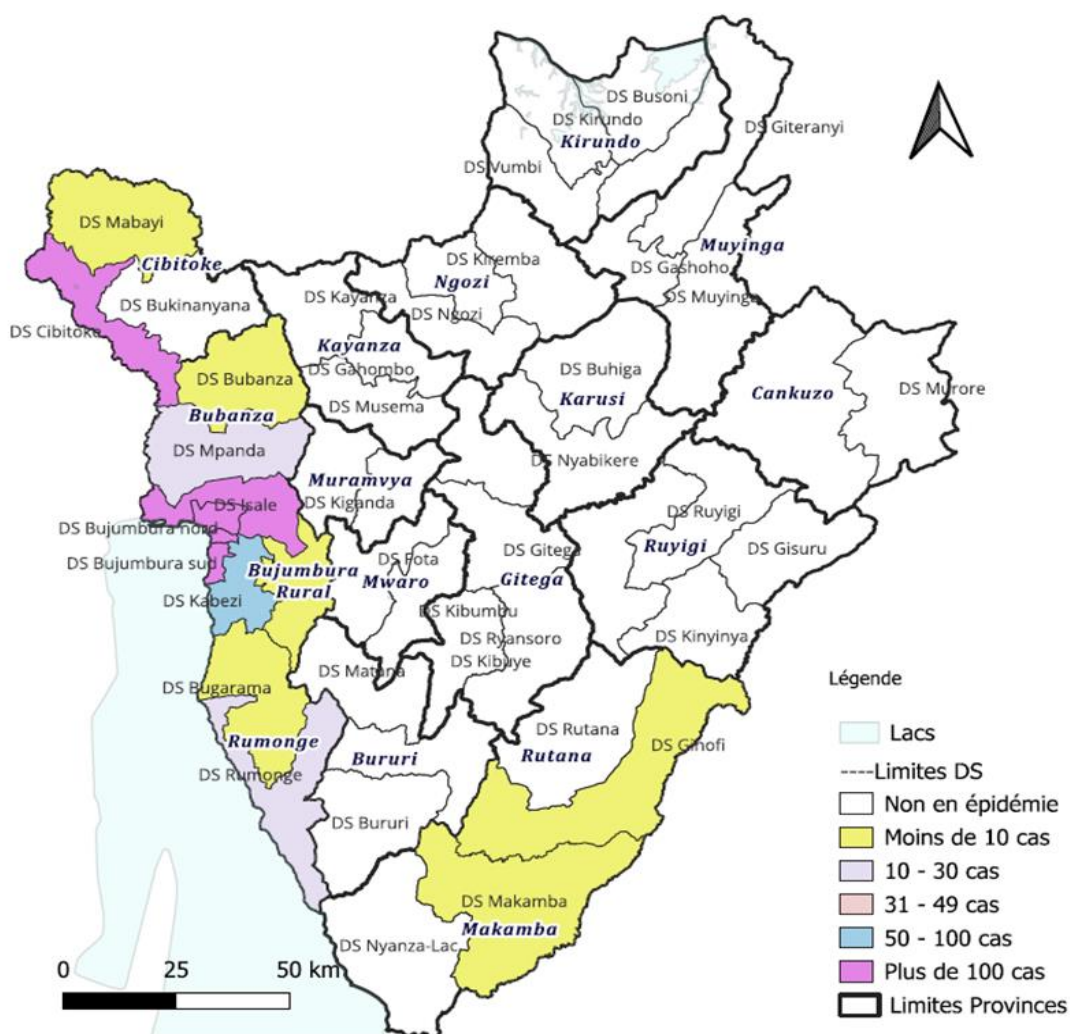 DS Busoni
DS Kirundo
Kirundo
DS Giteranyi
DS Vumbi
DS Mabayi
Cibitoke
Muyinga
DS Kiremba
DS Gashoho
Ngozi
DS Bukinanyana
DS Kayanza
DS Muyinga
DS Ngozi
DS Cibitoke
Kayanza
DS Gahombo
DS Buhiga
DS Bubanza
DS Murore
Karusi
Cankuzo
DS Musema
Bubanza
DS Mpanda
DS Nyabikere
Muramvya
DS Isale
DS Kiganda
DS Ruyigi
DS Bujumbura nord
Ruyigi
DS Gisuru
DS Fota
DS Gitega
DS Bujumbura sud
Bujumbura
Rural
Mwaro
Gitega
DS Kabezi
DS Kibumbu
DS Ryansoro
DS Kinyinya
DS Kibuye
DS Matana
DS Bugarama
DS Rutana
Rumonge
DS Gihofi
Bururi
Rutana
DS Rumonge
DS Bururi
DS Makamba
Makamba
DS Nyanza-Lac
Légende
Lacs
Limites DS
Non en épidémie
Moins de 10 cas
10 - 30 cas
31 - 49 cas
50 - 100 cas
Plus de 100 cas
Limites Provinces
0 25 50 km